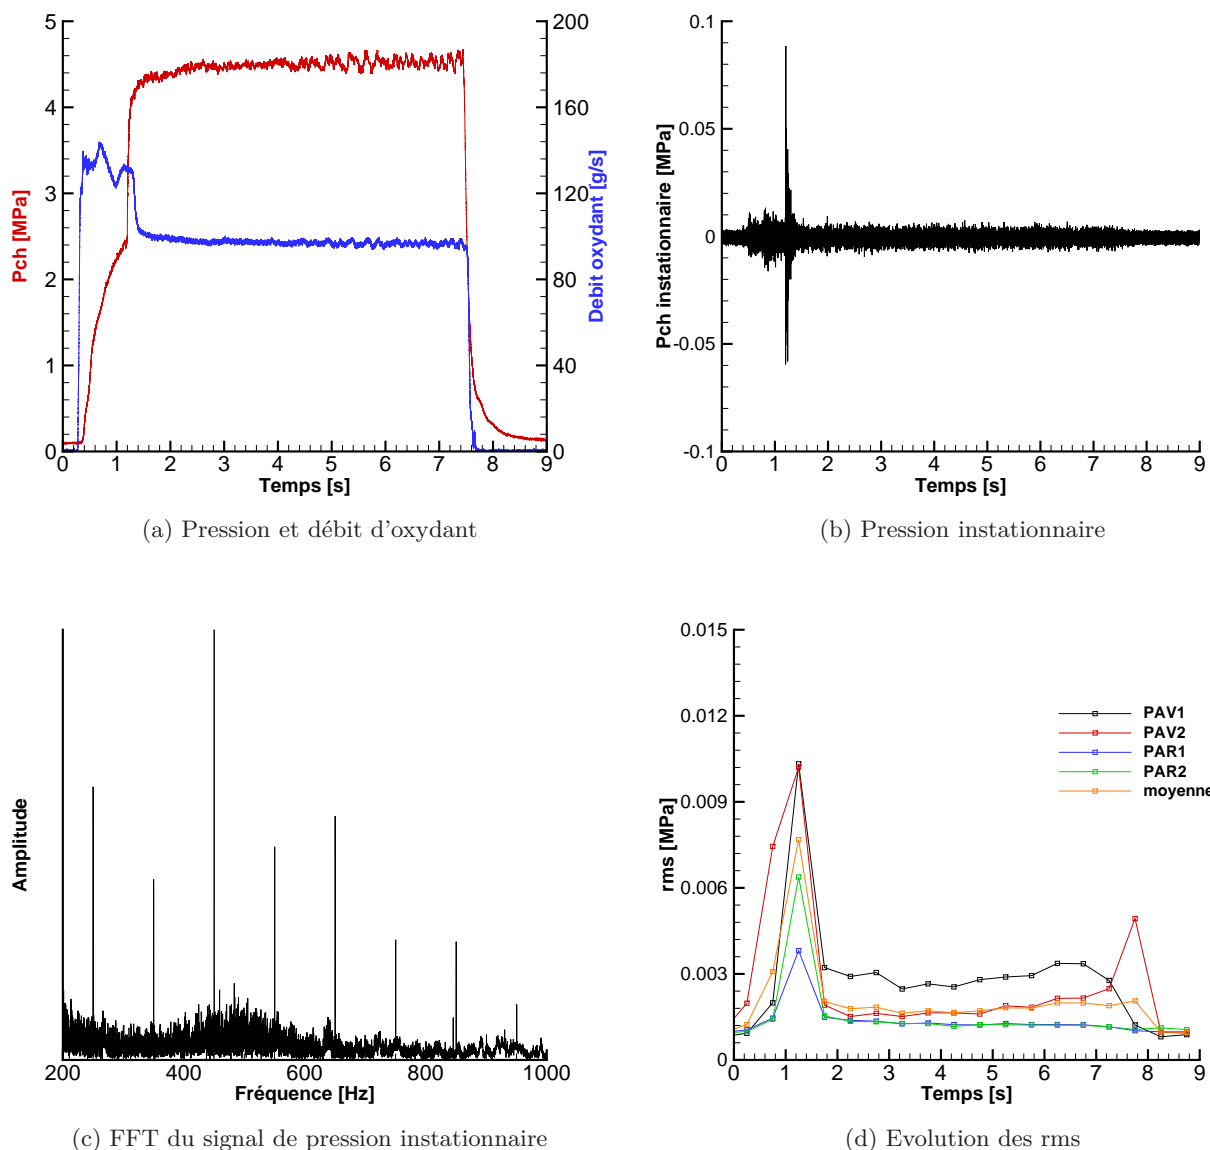 5
4
3
2
1
0
200
160
120
80
40
0
0 1 2 3 4 5 6 7 8 9
Pch [MPa]
Debit oxydant [g/s]
Temps [s]
(a) Pression et débit d'oxydant
0.1
0.05
0
-0.05
-0.1
0 1 2 3 4 5 6 7 8 9
Pch instationnaire [MPa]
Temps [s]
(b) Pression instationnaire
Amplitude
200 400 600 800 1000
Fréquence [Hz]
(c) FFT du signal de pression instationnaire
0.015
0.012
0.009
0.006
0.003
0
0 1 2 3 4 5 6 7 8 9
rms [MPa]
PAV1
PAV2
PAR1
PAR2
moyenne
Temps [s]
(d) Evolution des rms